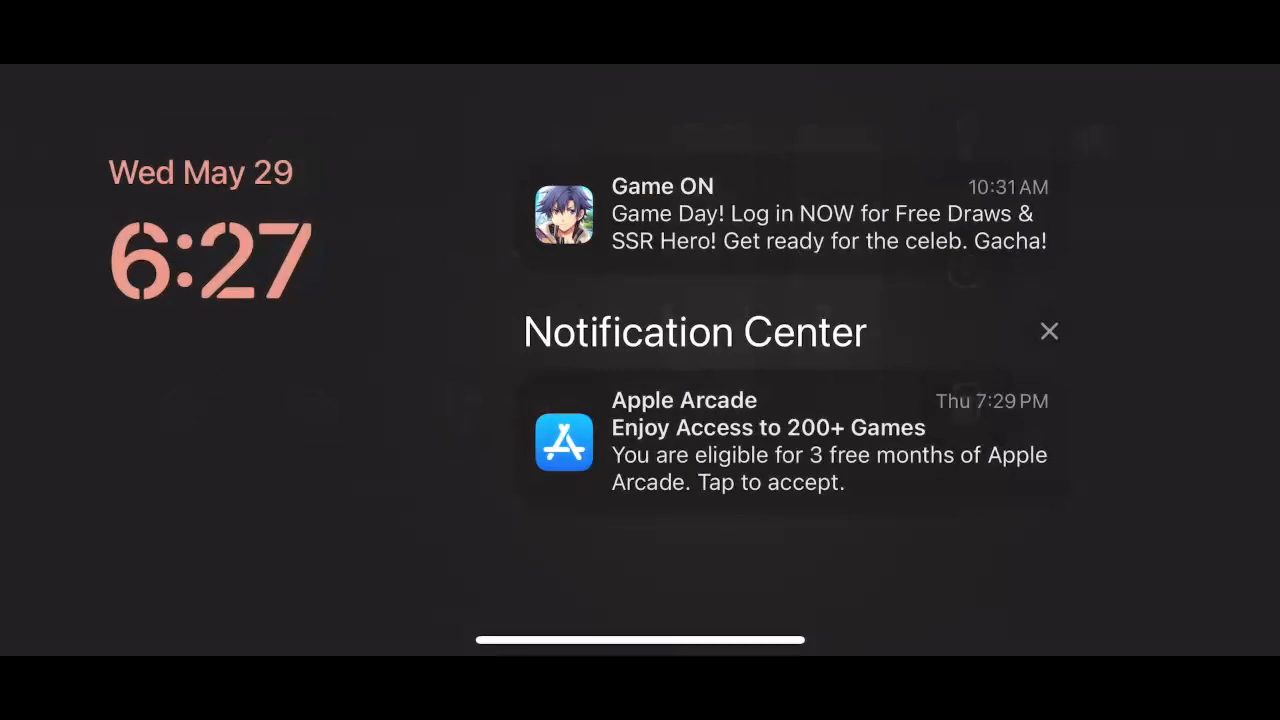 Wed May 29
6:27
Game ON
10:31 AM
Game Day! Log in NOW for Free Draws &
SSR Hero! Get ready for the celeb. Gacha!
Notification Center
Apple Arcade
Thu 7:29 PM
Enjoy Access to 200+ Games
You are eligible for 3 free months of Apple
Arcade. Tap to accept.